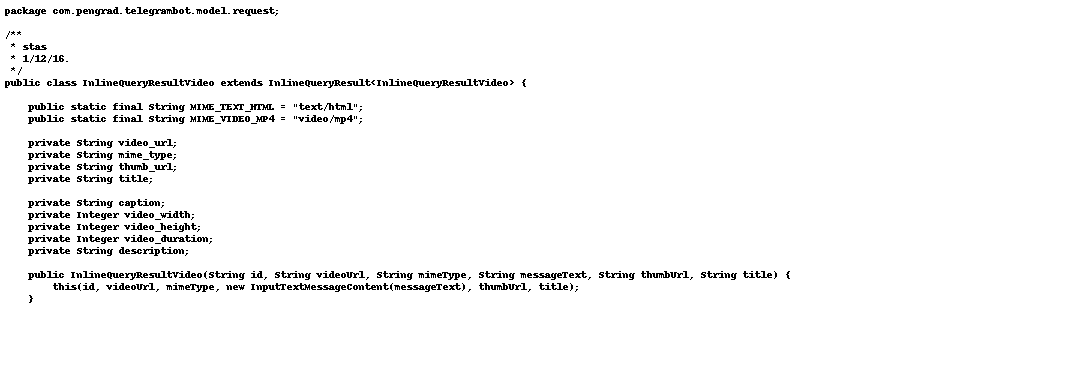 package com.pengrad.telegrambot.model.request;

/**
 * stas
 * 1/12/16.
 */
public class InlineQueryResultVideo extends InlineQueryResult<InlineQueryResultVideo> {

    public static final String MIME_TEXT_HTML = "text/html";
    public static final String MIME_VIDEO_MP4 = "video/mp4";

    private String video_url;
    private String mime_type;
    private String thumb_url;
    private String title;

    private String caption;
    private Integer video_width;
    private Integer video_height;
    private Integer video_duration;
    private String description;

    public InlineQueryResultVideo(String id, String videoUrl, String mimeType, String messageText, String thumbUrl, String title) {
        this(id, videoUrl, mimeType, new InputTextMessageContent(messageText), thumbUrl, title);
    }